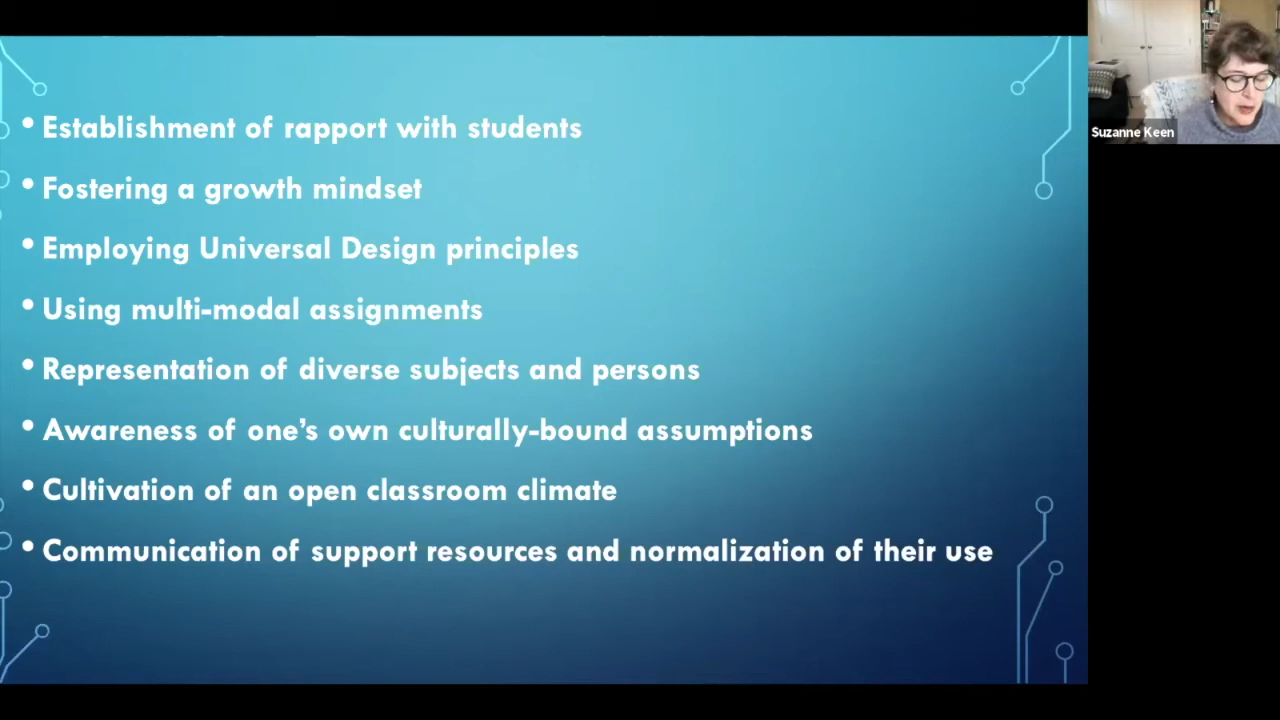 • Establishment of rapport with students
• Fostering a growth mindset
• Employing Universal Design principles
• Using multi-modal assignments
• Representation of diverse subjects and persons
• Awareness of one’s own culturally-bound assumptions
• Cultivation of an open classroom climate
• Communication of support resources and normalization of their use
Suzanne Keen